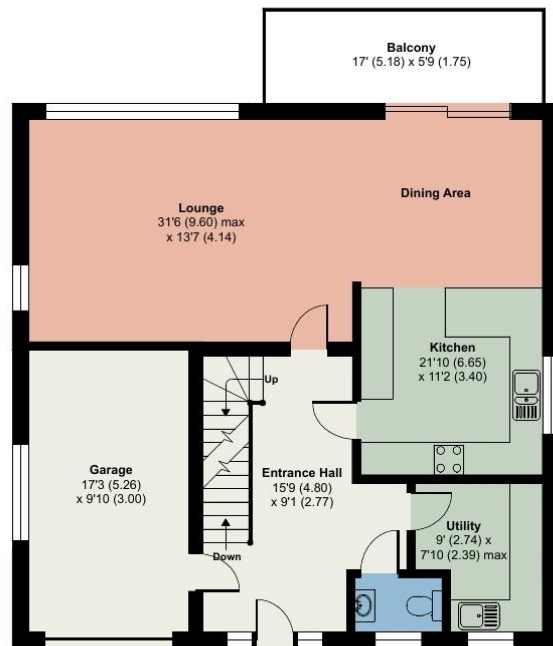 Balcony
17' (5.18) x 5'9 (1.75)
Lounge
31'6 (9.60) max
x 13'7 (4.14)
Dining Area
Kitchen
21'10 (6.65)
x 11'2 (3.40)
Up
Garage
17'3 (5.26)
x 9'10 (3.00)
Entrance Hall
15'9 (4.80)
x 9'1 (2.77)
Utility
9' (2.74) x
7'10 (2.39) max
Down